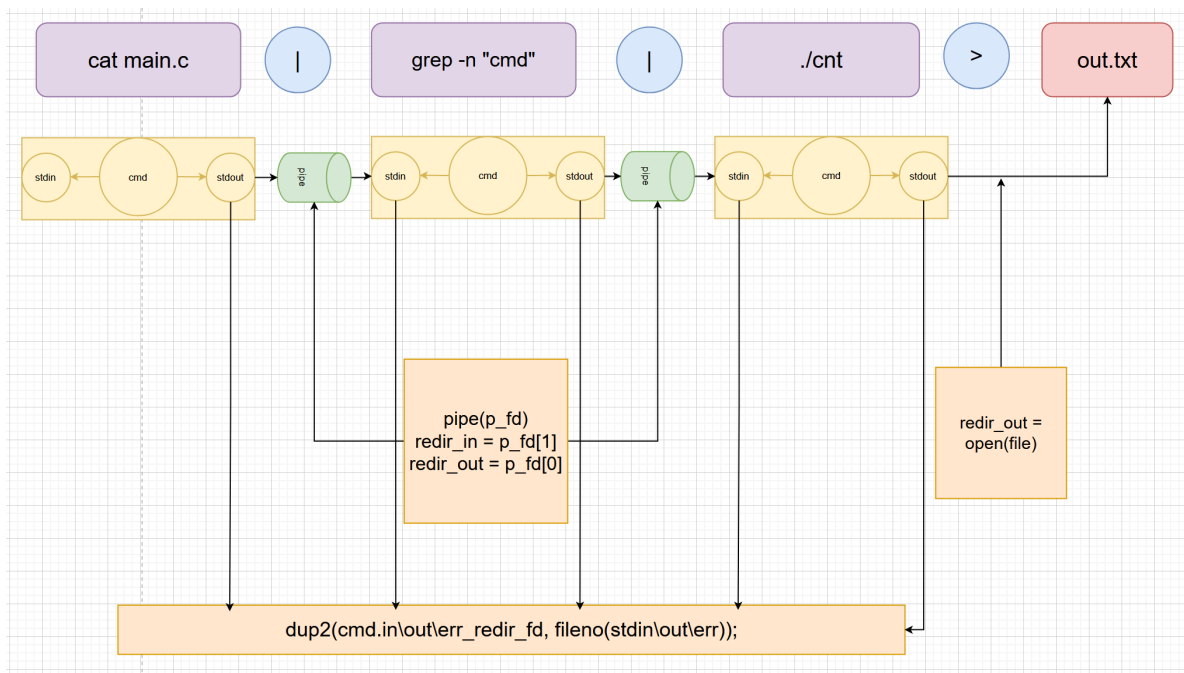 cat main.c
|
grep -n "cmd"
|
./cnt
>
out.txt
stdin
cmd
stdout
pipe
stdin
cmd
stdout
pipe
stdin
cmd
stdout
pipe(p_fd)
redir_in = p_fd[1]
redir_out = p_fd[0]
redir_out =
open(file)
dup2(cmd.in\out\err_redir_fd, fileno(stdin\out\err));